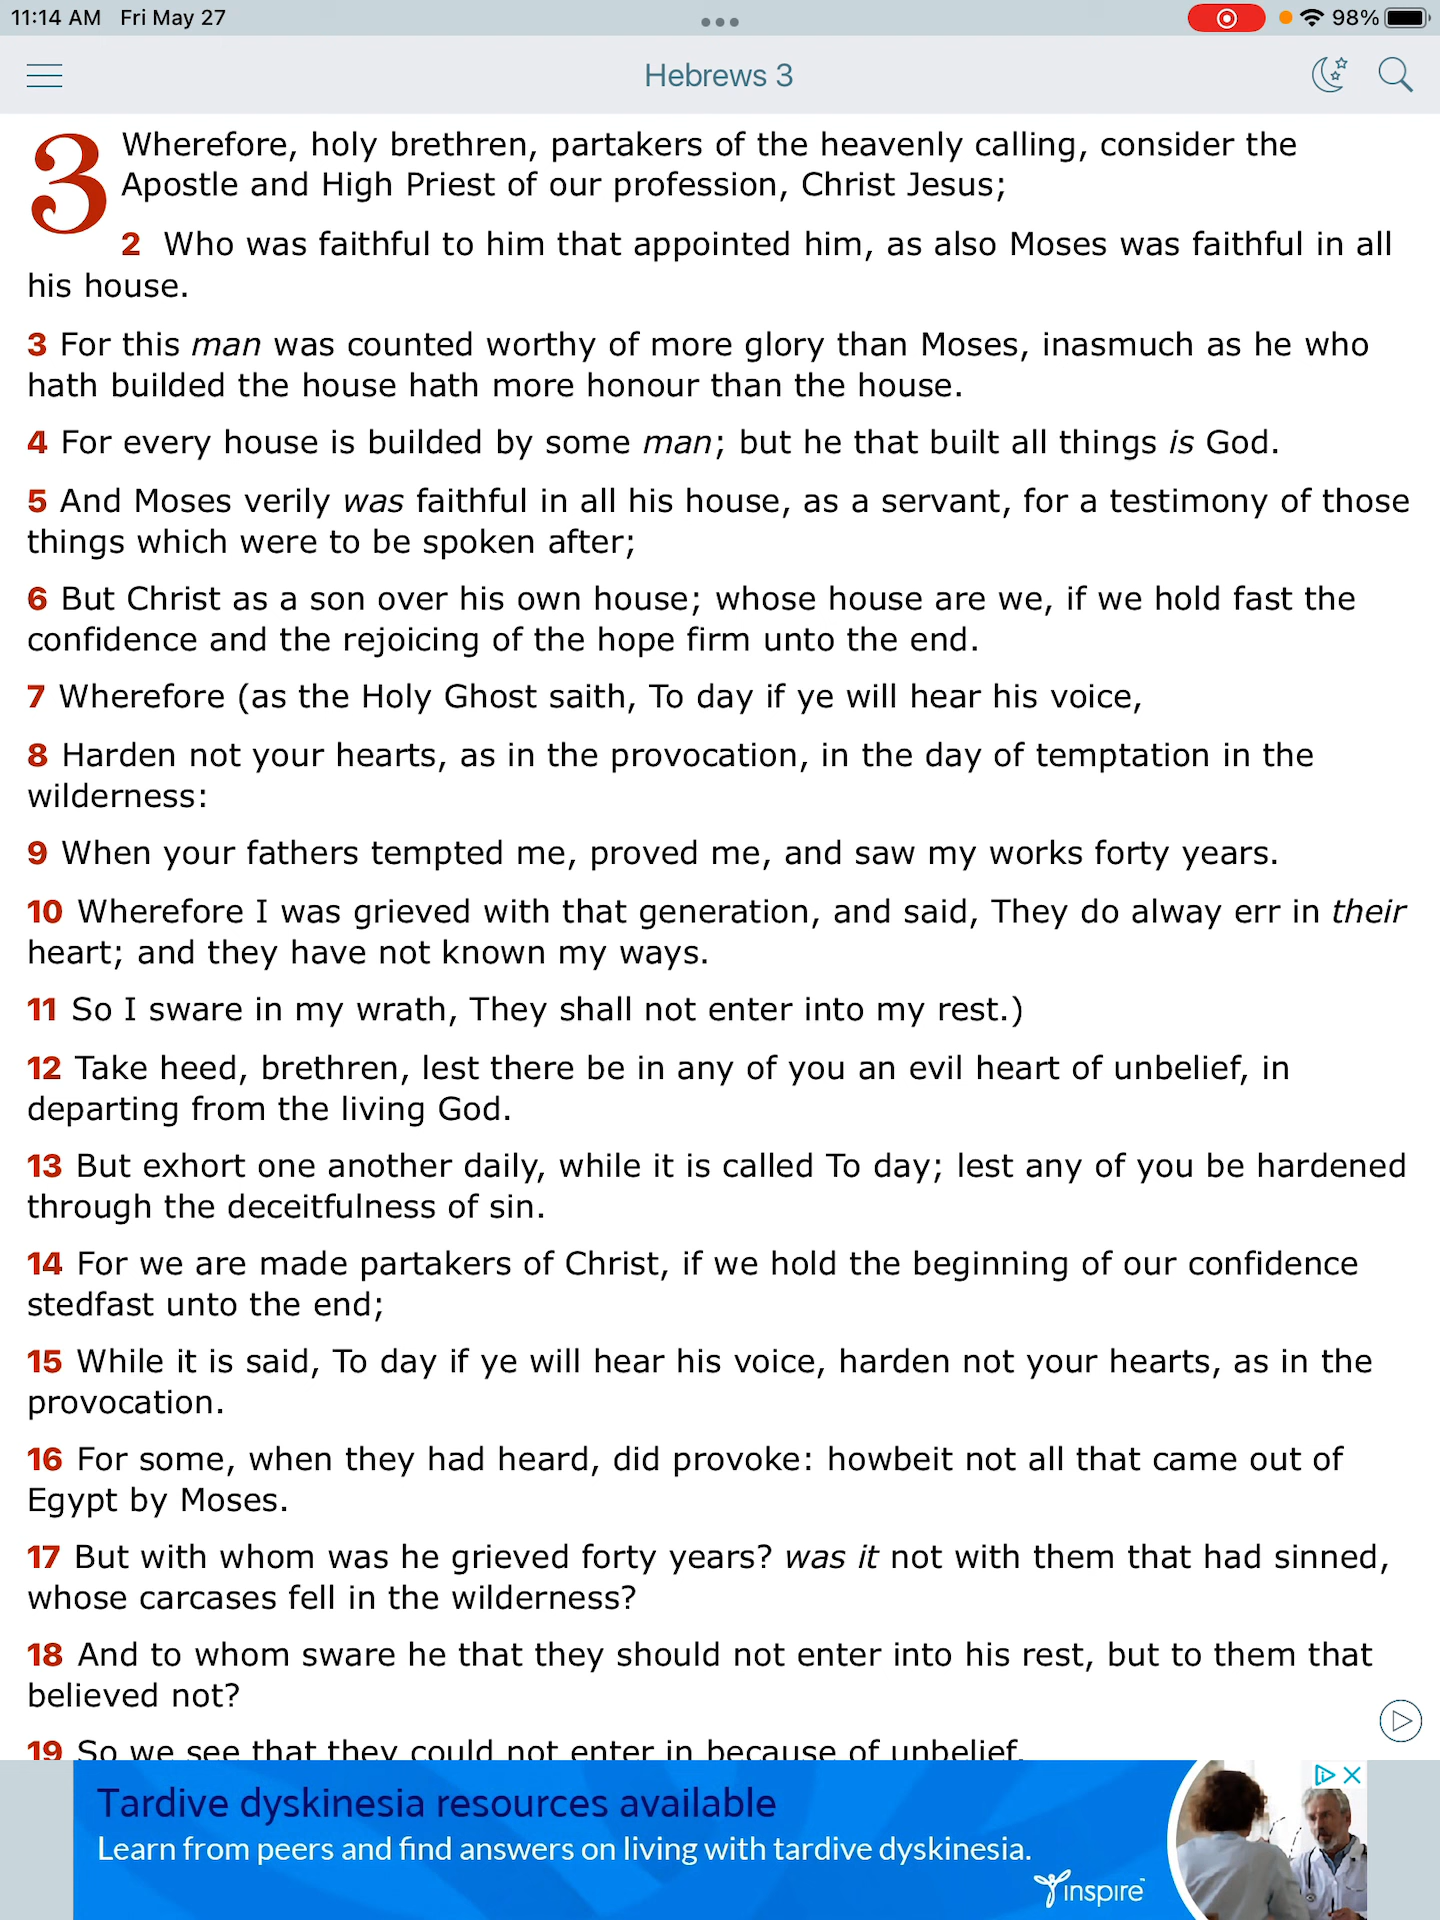 11:14 AM Fri May 27
98%
Hebrews 3
3 Wherefore, holy brethren, partakers of the heavenly calling, consider the
Apostle and High Priest of our profession, Christ Jesus;
2 Who was faithful to him that appointed him, as also Moses was faithful in all
his house.
3 For this man was counted worthy of more glory than Moses, inasmuch as he who
hath builded the house hath more honour than the house.
4 For every house is builded by some man; but he that built all things is God.
5 And Moses verily was faithful in all his house, as a servant, for a testimony of those
things which were to be spoken after;
6 But Christ as a son over his own house; whose house are we, if we hold fast the
confidence and the rejoicing of the hope firm unto the end.
7 Wherefore (as the Holy Ghost saith, To day if ye will hear his voice,
8 Harden not your hearts, as in the provocation, in the day of temptation in the
wilderness:
9 When your fathers tempted me, proved me, and saw my works forty years.
10 Wherefore I was grieved with that generation, and said, They do alway err in their
heart; and they have not known my ways.
11 So I sware in my wrath, They shall not enter into my rest.)
12 Take heed, brethren, lest there be in any of you an evil heart of unbelief, in
departing from the living God.
13 But exhort one another daily, while it is called To day; lest any of you be hardened
through the deceitfulness of sin.
14 For we are made partakers of Christ, if we hold the beginning of our confidence
stedfast unto the end;
15 While it is said, To day if ye will hear his voice, harden not your hearts, as in the
provocation.
16 For some, when they had heard, did provoke: howbeit not all that came out of
Egypt by Moses.
17 But with whom was he grieved forty years? was it not with them that had sinned,
whose carcases fell in the wilderness?
18 And to whom sware he that they should not enter into his rest, but to them that
believed not?
19 So we see that they could not enter in because of unbelief.
Tardive dyskinesia resources available
Learn from peers and find answers on living with tardive dyskinesia.
inspire